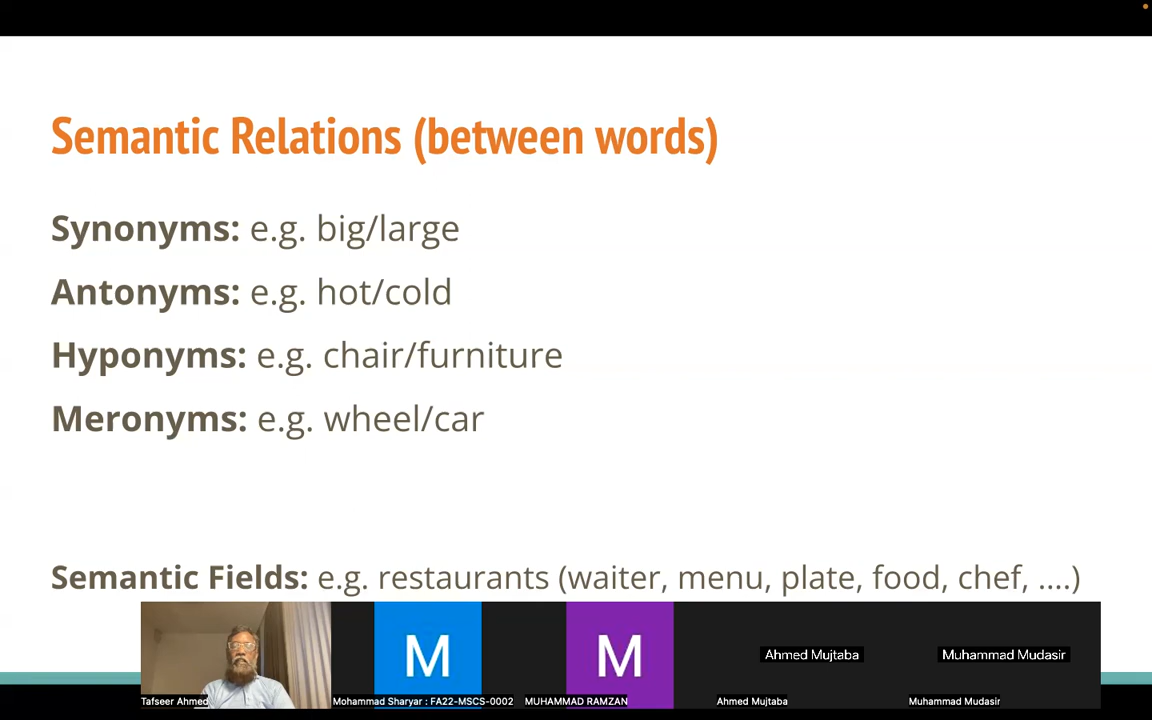 Semantic Relations (between words)
Synonyms: e.g. big/large
Antonyms: e.g. hot/cold
Hyponyms: e.g. chair/furniture
Meronyms: e.g. wheel/car
Semantic Fields: e.g. restaurants (waiter, menu, plate, food, chef, ....)
M
M
Ahmed Mujtaba
Muhammad Mudasir
Tafseer Ahmed
Mohammad Sharyar : FA22-MSCS-0002
MUHAMMAD RAMZAN
Ahmed Mujtaba
Muhammad Mudasir